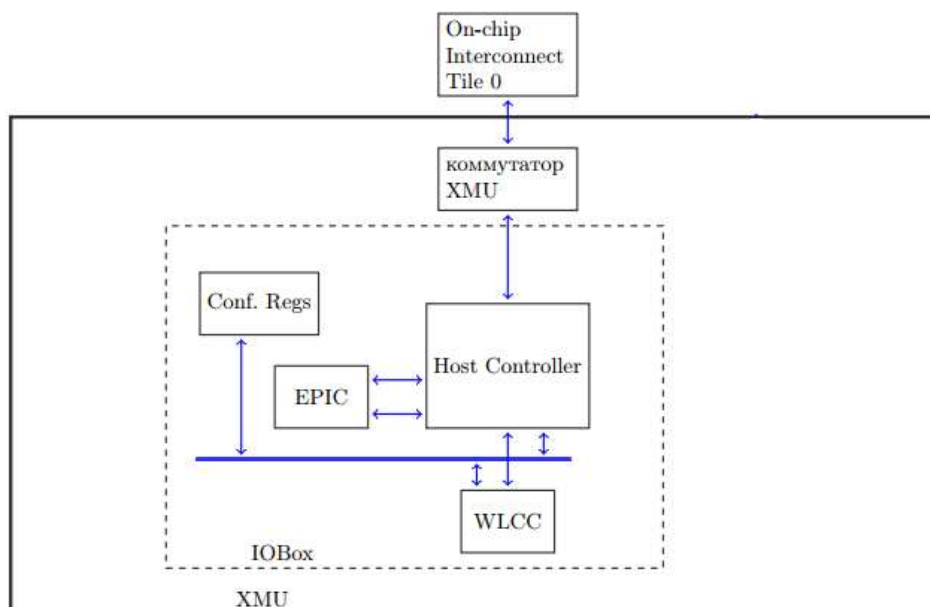 On-chip
Interconnect
Tile 0
коммутатор
XMU
Conf. Regs
Host Controller
EPIC
WLCC
IOBox
XMU